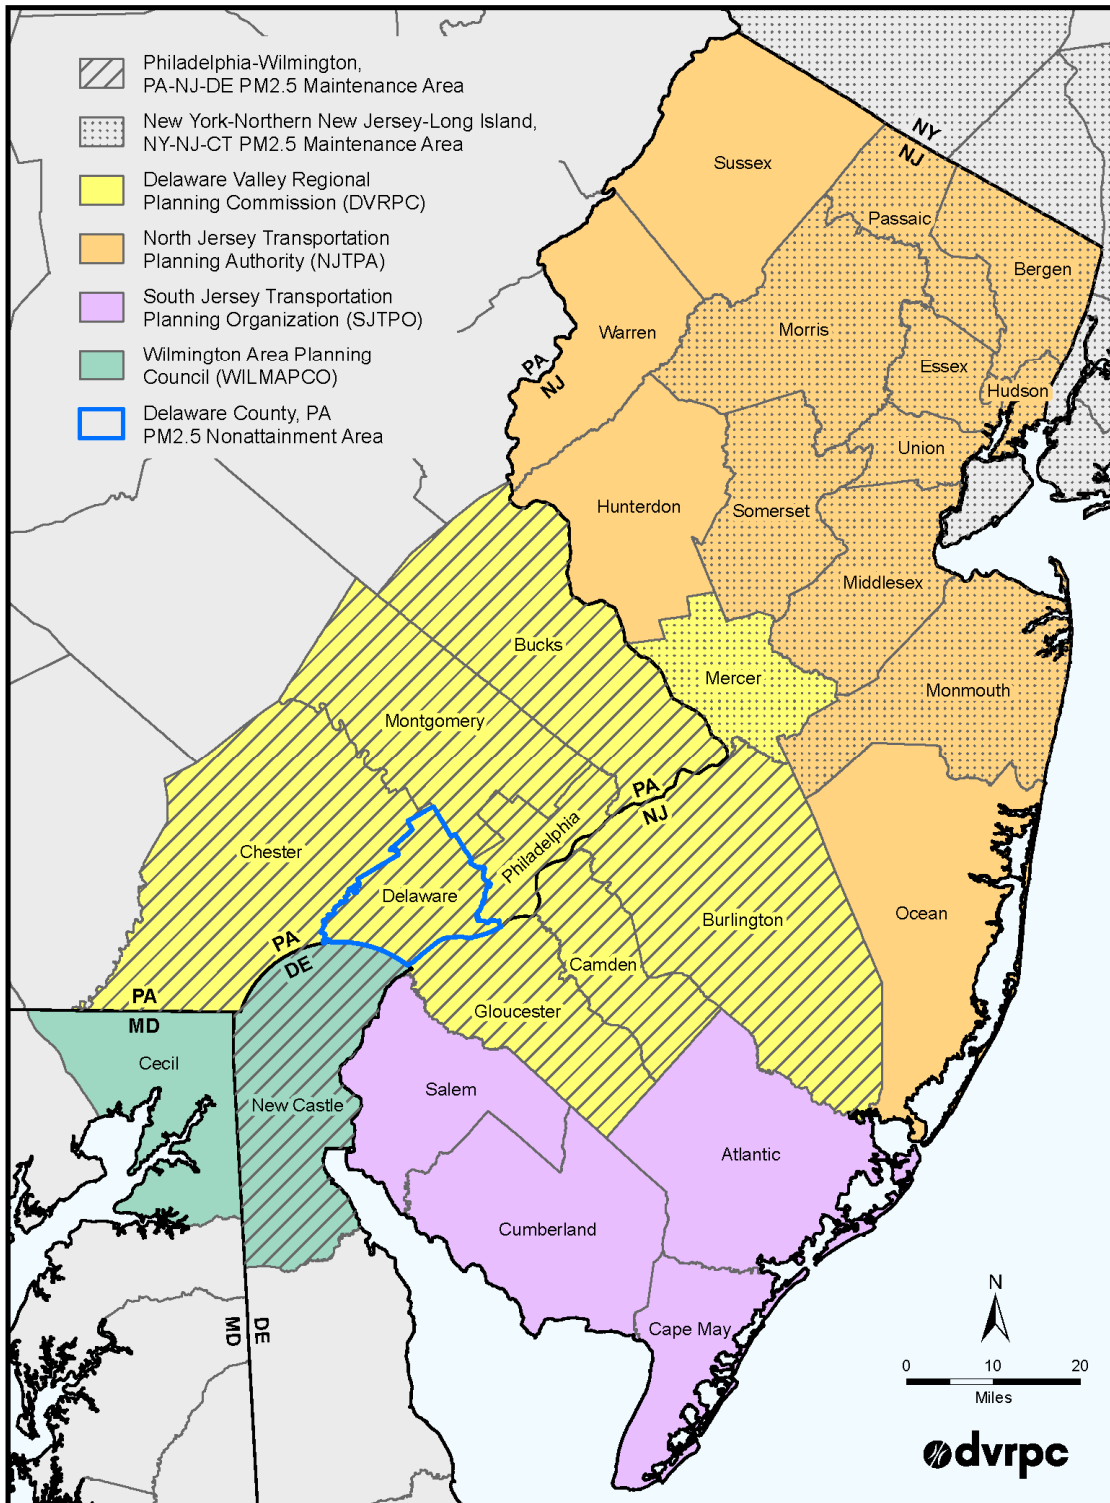 Philadelphia-Wilmington,
PA-NJ-DE PM2.5 Maintenance Area
New York-Northern New Jersey-Long Island,
NY-NJ-CT PM2.5 Maintenance Area
Delaware Valley Regional
Planning Commission (DVRPC)
North Jersey Transportation
Planning Authority (NJTPA)
South Jersey Transportation
Planning Organization (SJTPO)
Wilmington Area Planning
Council (WILMAPCO)
Delaware County, PA
PM2.5 Nonattainment Area
NY
NJ
Sussex
Passaic
Bergen
Warren
Morris
Essex
Hudson
PA
NJ
Union
Hunterdon
Somerset
Middlesex
Bucks
Mercer
Monmouth
Montgomery
PA
NJ
Philadelphia
Chester
Delaware
Burlington
Ocean
PA
DE
Camden
Gloucester
PA
MD
Cecil
Salem
New Castle
Atlantic
Cumberland
Cape May
MD
DE
N
0 10 20
Miles
dvrpc